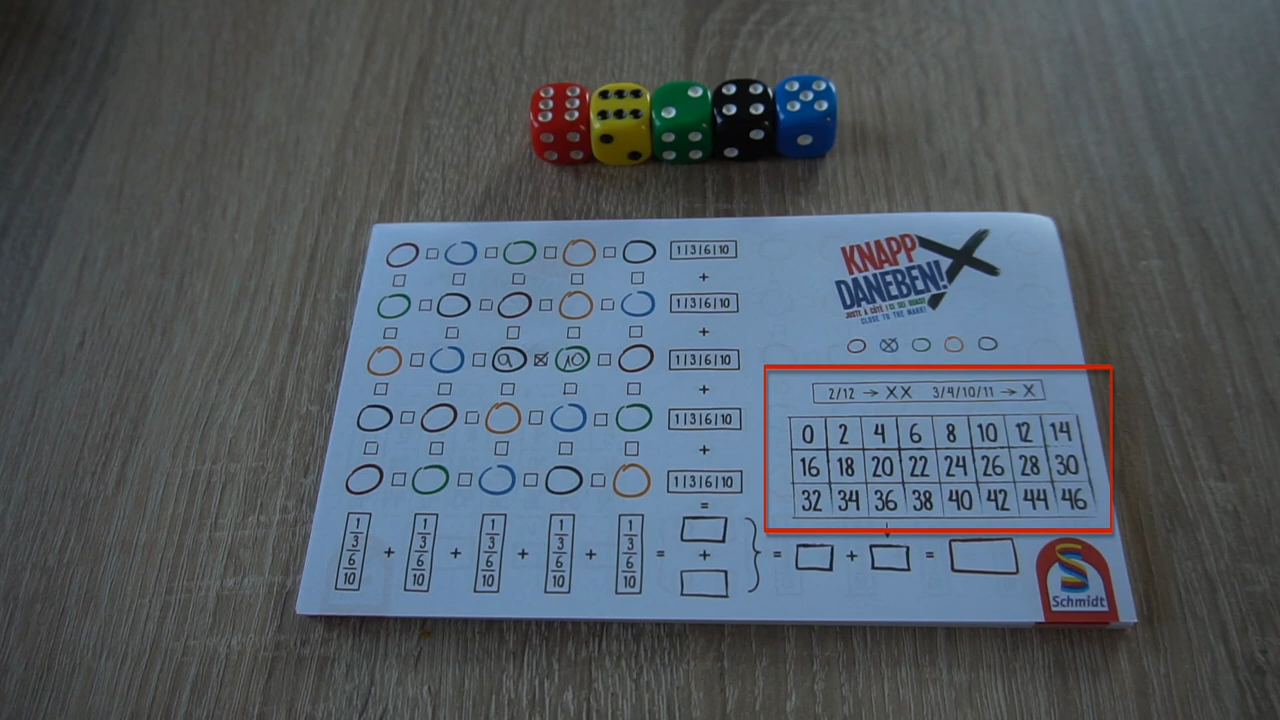 1|3|6|10
+
1|3|6|10
+
9 10 1|3|6|10
+
1|3|6|10
+
1|3|6|10
=
1 3 6 10 + 1 3 6 10 + 1 3 6 10 + 1 3 6 10 + 1 3 6 10 = + } = + =
KNAPP
DANEBEN!
JUSTE À CÔTÉ
CLOSE TO THE MARK!
2/12 → XX 3/4/10/11 → X
0 2 4 6 8 10 12 14
16 18 20 22 24 26 28 30
32 34 36 38 40 42 44 46
Schmidt